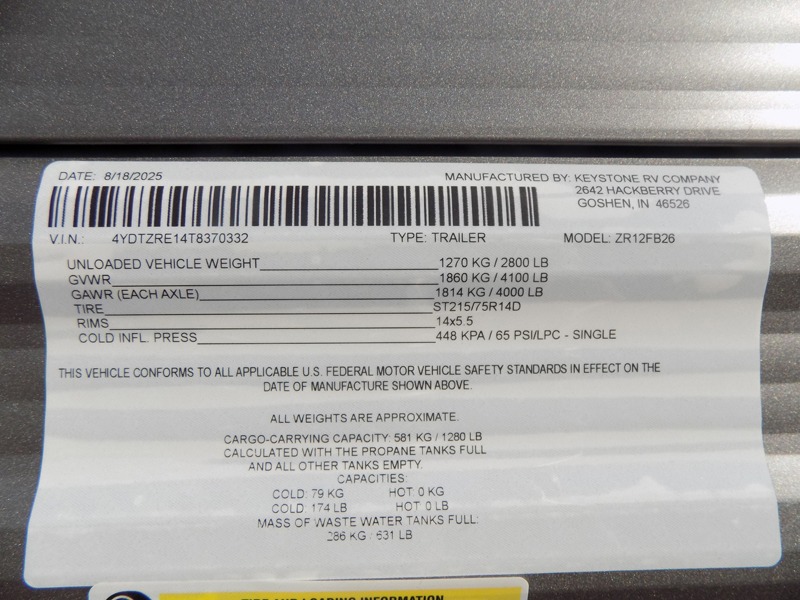 DATE: 8/18/2025 MANUFACTURED BY: KEYSTONE RV COMPANY
2642 HACKBERRY DRIVE
GOSHEN, IN 46526
V.I.N.: 4YDTZRE14T8370332 TYPE: TRAILER MODEL: ZR12FB26
UNLOADED VEHICLE WEIGHT 1270 KG / 2800 LB
GVWR 1860 KG / 4100 LB
GAWR (EACH AXLE) 1814 KG / 4000 LB
TIRE ST215/75R14D
RIMS 14x5.5
COLD INFL. PRESS 448 KPA / 65 PSI/LPC - SINGLE
THIS VEHICLE CONFORMS TO ALL APPLICABLE U.S. FEDERAL MOTOR VEHICLE SAFETY STANDARDS IN EFFECT ON THE
DATE OF MANUFACTURE SHOWN ABOVE.
ALL WEIGHTS ARE APPROXIMATE.
CARGO-CARRYING CAPACITY: 581 KG / 1280 LB
CALCULATED WITH THE PROPANE TANKS FULL
AND ALL OTHER TANKS EMPTY.
CAPACITIES:
COLD: 79 KG HOT: 0 KG
COLD: 174 LB HOT: 0 LB
MASS OF WASTE WATER TANKS FULL:
286 KG / 631 LB
TIRE AND LOADING INFORMATION